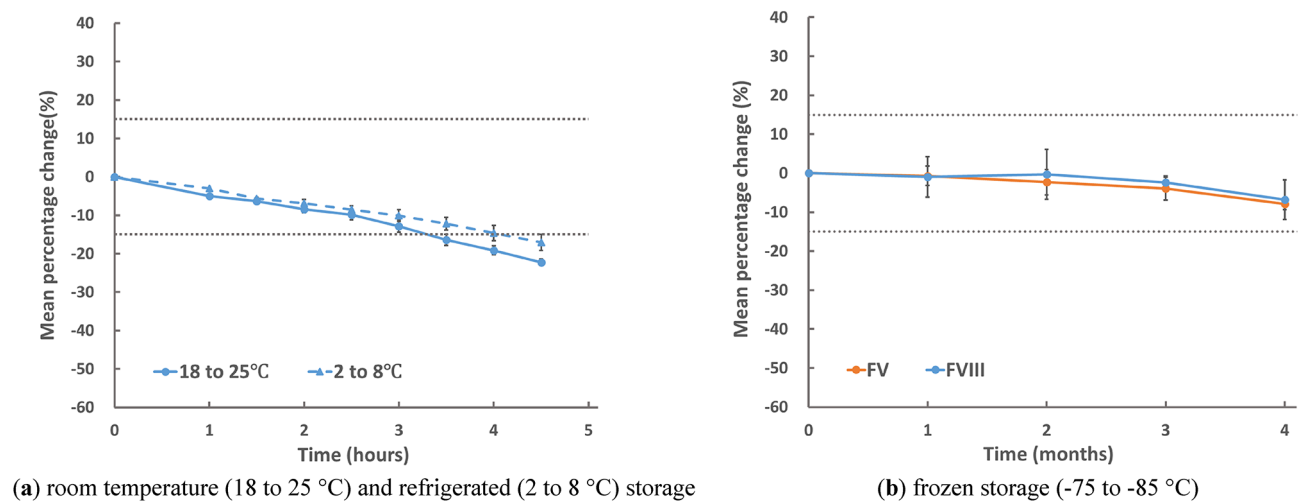 40
30
20
10
0
-10
-20
-30
-40
-50
-60
Mean percentage change(%)
18 to 25℃ 2 to 8℃
0 1 2 3 4 5
Time (hours)
(a) room temperature (18 to 25 °C) and refrigerated (2 to 8 °C) storage
40
30
20
10
0
-10
-20
-30
-40
-50
-60
Mean percentage change (%)
FV FVIII
0 1 2 3 4
Time (months)
(b) frozen storage (-75 to -85 °C)